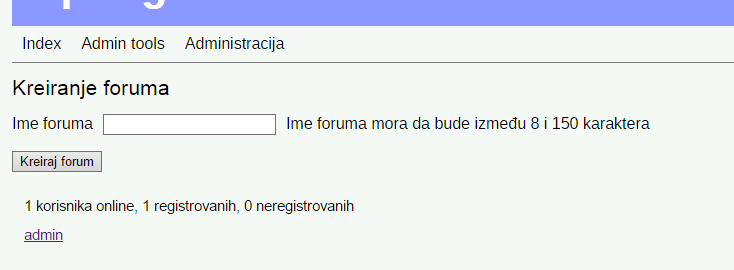 Index Admin tools Administracija
Kreiranje foruma
Ime foruma Ime foruma mora da bude između 8 i 150 karaktera
Kreiraj forum
1 korisnika online, 1 registrovanih, 0 neregistrovanih
admin